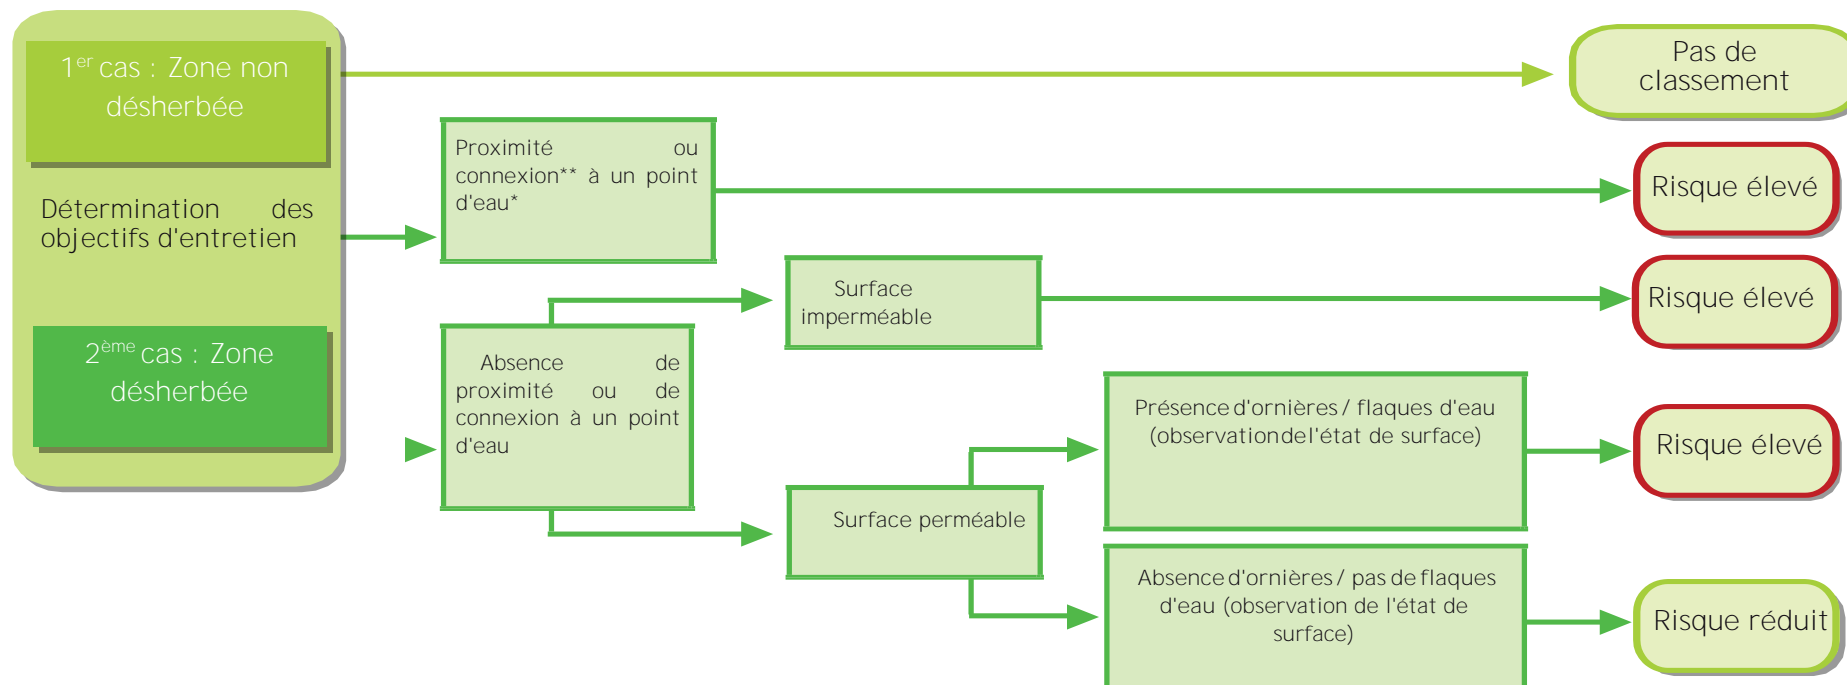 1er cas : Zone non
désherbée
Détermination des
objectifs d'entretien
2ème cas : Zone
désherbée
Proximité ou
connexion** à un point
d'eau*
Absence de
proximité ou de
connexion à un point
d'eau
Surface
imperméable
Surface perméable
Présence d'ornières / flaques d'eau
(observation de l'état de surface)
Absence d'ornières / pas de flaques
d'eau (observation de l'état de
surface)
Pas de
classement
Risque élevé
Risque élevé
Risque élevé
Risque réduit